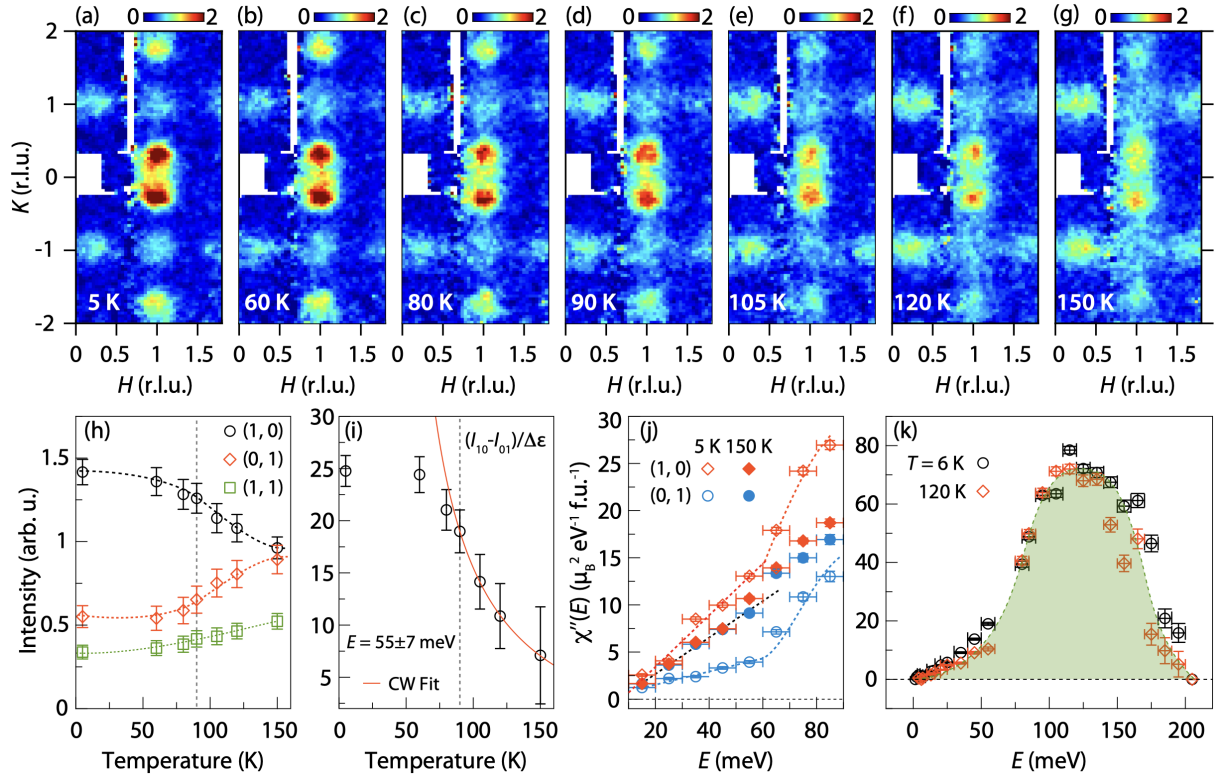 (a) 0 2 (b) 0 2 (c) 0 2 (d) 0 2 (e) 0 2 (f) 0 2 (g) 0 2
2
1
0
-1
-2
K (r.l.u.)
5 K 60 K 80 K 90 K 105 K 120 K 150 K
0 0.5 1 1.5 0 0.5 1 1.5 0 0.5 1 1.5 0 0.5 1 1.5 0 0.5 1 1.5 0 0.5 1 1.5 0 0.5 1 1.5
H (r.l.u.) H (r.l.u.) H (r.l.u.) H (r.l.u.) H (r.l.u.) H (r.l.u.) H (r.l.u.)
(h)
(1, 0)
(0, 1)
(1, 1)
1.5
1
0.5
0
Intensity (arb. u.)
0 50 100 150
Temperature (K)
(i)
(I₁₀-I₀₁)/Δε
30
25
20
15
10
5
0
E = 55±7 meV
CW Fit
0 50 100 150
Temperature (K)
(j)
5 K 150 K
(1, 0)
(0, 1)
30
25
20
15
10
5
0
χ''(E) (μB² eV⁻¹ f.u.⁻¹)
20 40 60 80
E (meV)
(k)
T = 6 K
120 K
80
60
40
20
0
0 50 100 150 200
E (meV)